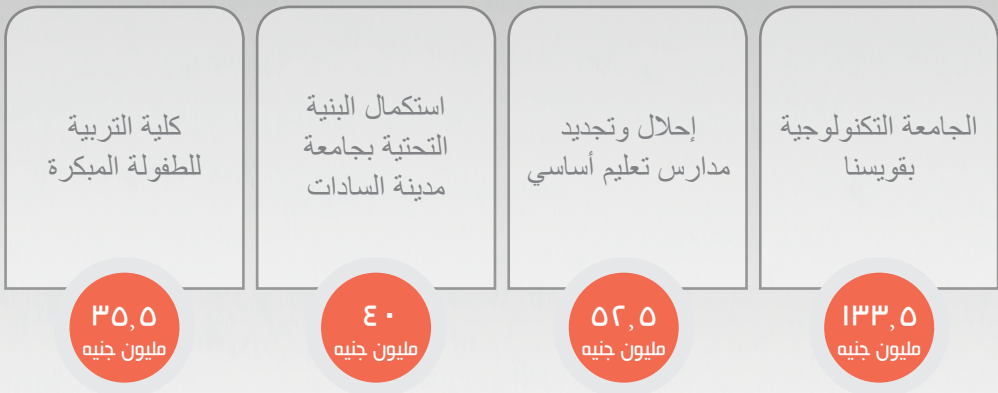 الجامعة التكنولوجية
بقويسنا
١٣٣,٥
مليون جنيه
إحلال وتجديد
مدارس تعليم أساسي
٥٢,٥
مليون جنيه
استكمال البنية
التحتية بجامعة
مدينة السادات
٤٠
مليون جنيه
كلية التربية
للطفولة المبكرة
٣٥,٥
مليون جنيه